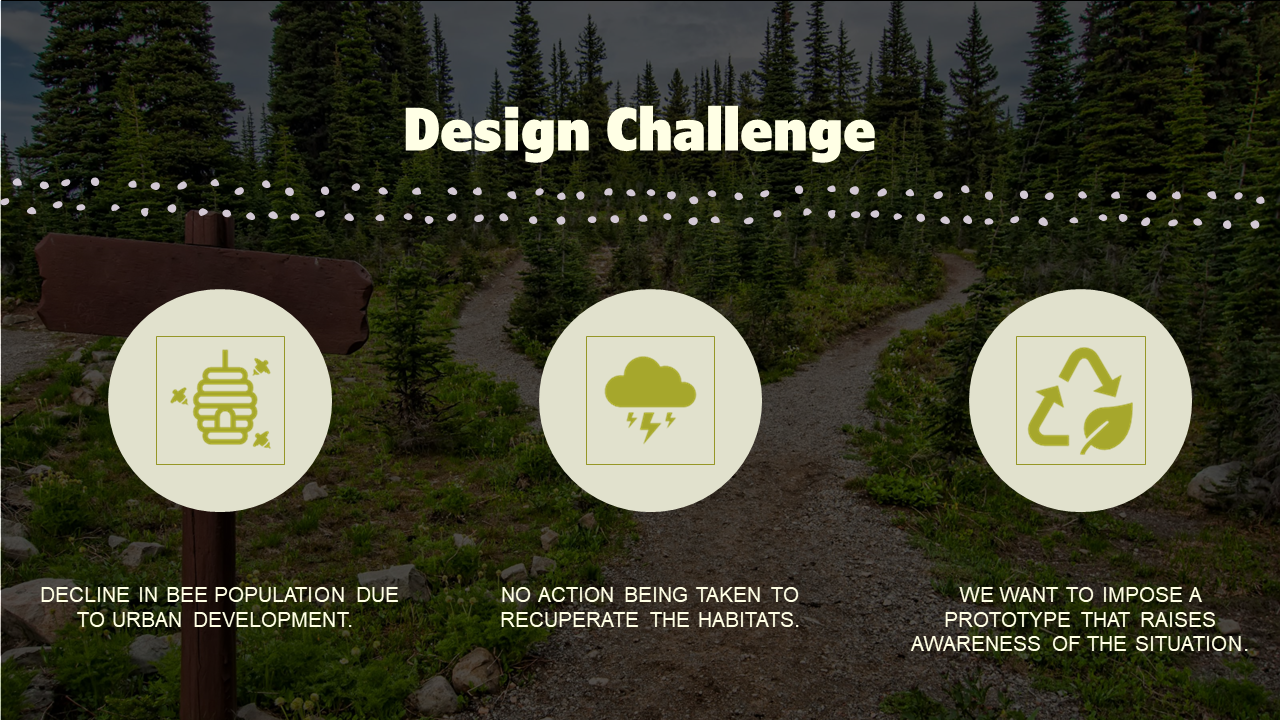 Design Challenge
DECLINE IN BEE POPULATION DUE
TO URBAN DEVELOPMENT.
NO ACTION BEING TAKEN TO
RECUPERATE THE HABITATS.
WE WANT TO IMPOSE A
PROTOTYPE THAT RAISES
AWARENESS OF THE SITUATION.